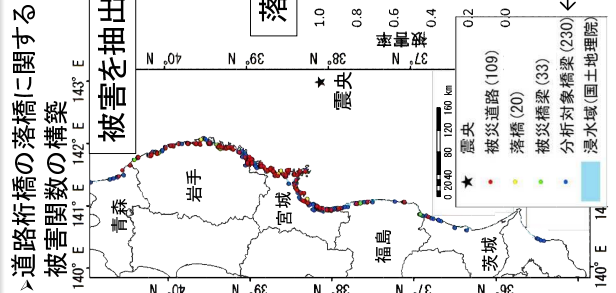 ➢道路桁橋の落橋に関する
被害関数の構築
被害を抽出
落
140° E
141° E
142° E
143° E
40° N
39° N
38° N
37° N
青森
岩手
宮城
福島
茨城
震央
0 20 40 80 120 160 km
★ 震央
被災道路(109)
落橋(20)
被災橋梁(33)
分析対象橋梁(230)
浸水域(国土地理院)
被害率
1.0
0.8
0.6
0.4
0.2
0.0